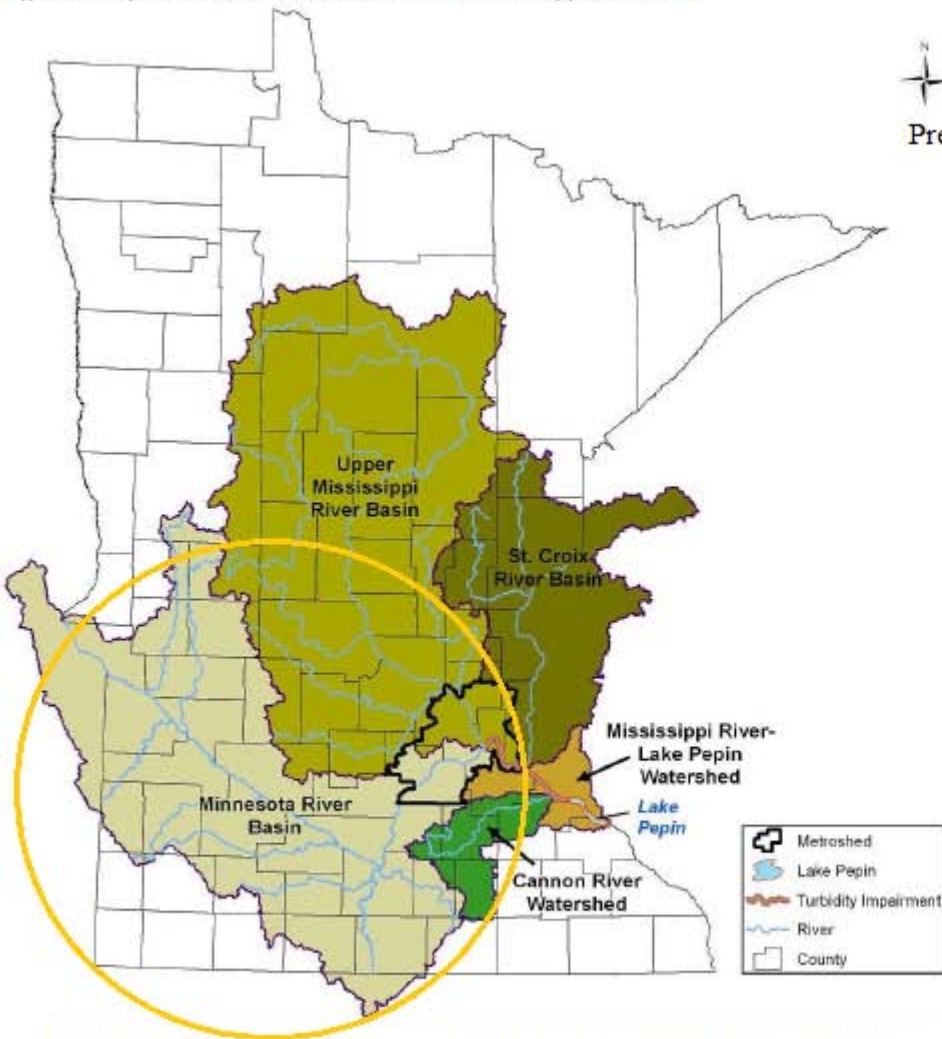 N
Pre
Upper
Mississippi
River Basin
St. Croix
River Basin
Mississippi River-
Lake Pepin
Watershed
Minnesota River
Basin
Lake
Pepin
Cannon River
Watershed
Metroshed
Lake Pepin
Turbidity Impairment
River
County